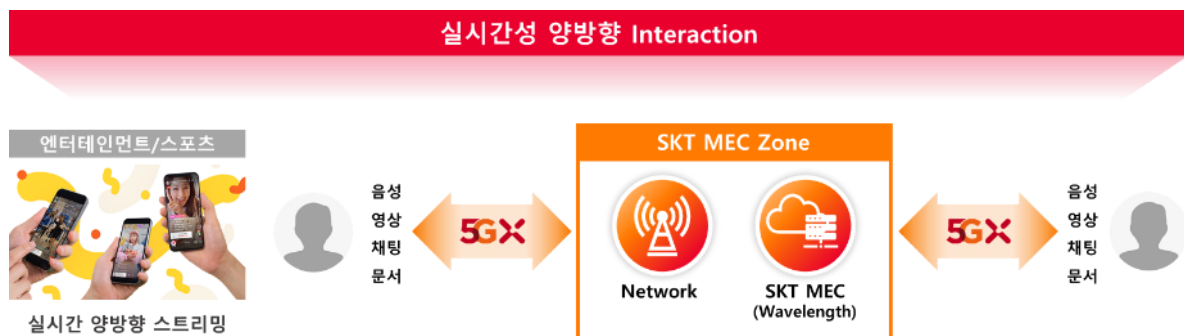 실시간성 양방향 Interaction
엔터테인먼트/스포츠
실시간 양방향 스트리밍
음성
영상
채팅
문서
5GX
SKT MEC Zone
Network
SKT MEC
(Wavelength)
5GX
음성
영상
채팅
문서